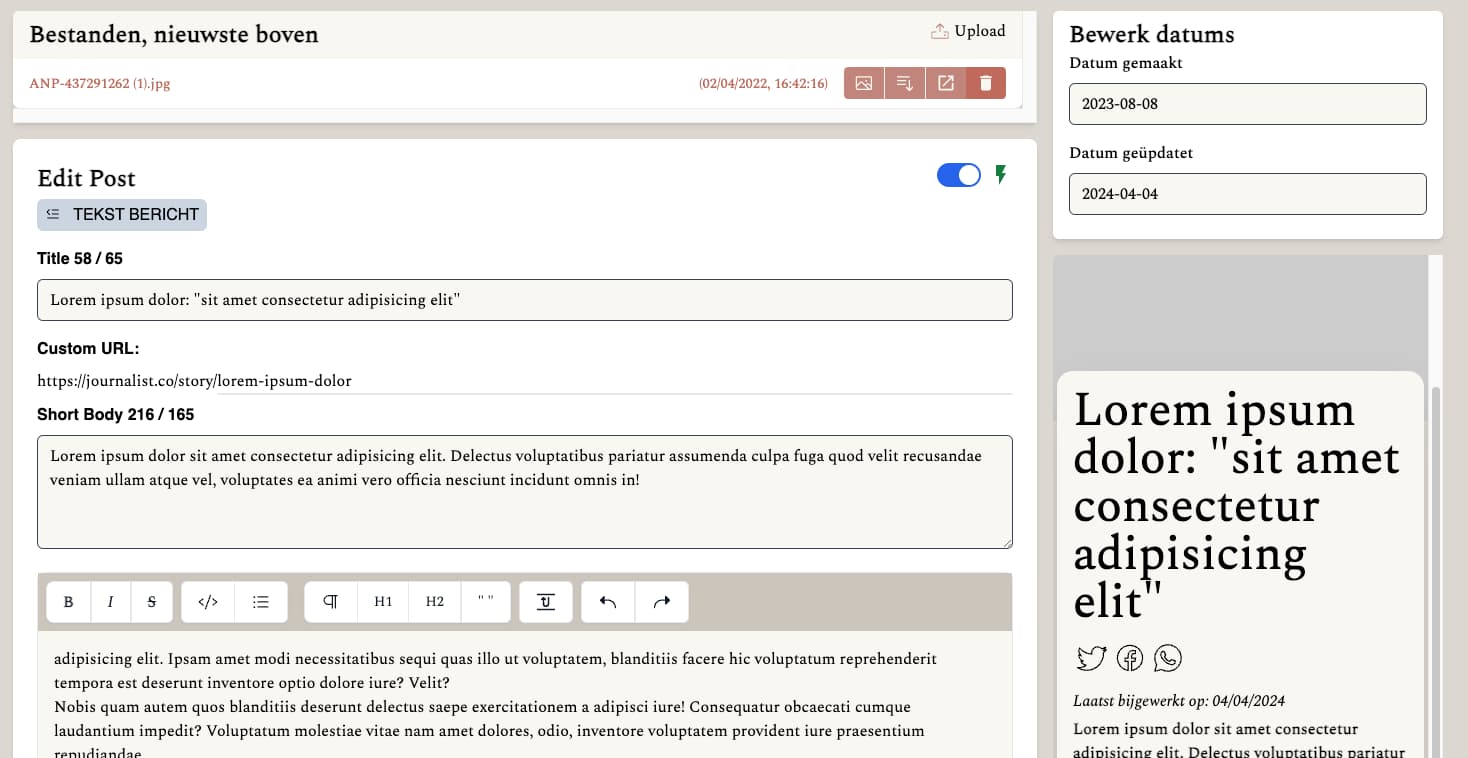 Bestanden, nieuwste boven
Upload
ANP-437291262 (1).jpg
(02/04/2022, 16:42:16)
Edit Post
TEKST BERICHT
Title 58 / 65
Lorem ipsum dolor: "sit amet consectetur adipisicing elit"
Custom URL:
https://journalist.co/story/lorem-ipsum-dolor
Short Body 216 / 165
Lorem ipsum dolor sit amet consectetur adipisicing elit. Delectus voluptatibus pariatur assumenda culpa fuga quod velit recusandae
veniam ullam atque vel, voluptates ea animi vero officia nesciunt incidunt omnis in!
B I S </> H1 H2 " "
adipisicing elit. Ipsam amet modi necessitatibus sequi quas illo ut voluptatem, blanditiis facere hic voluptatum reprehenderit
tempora est deserunt inventore optio dolore iure? Velit?
Nobis quam autem quos blanditiis deserunt delectus saepe exercitationem a adipisci iure! Consequatur obcaecati cumque
laudantium impedit? Voluptatum molestiae vitae nam amet dolores, odio, inventore voluptatem provident iure praesentium
repudiandae
Bewerk datums
Datum gemaakt
2023-08-08
Datum geüpdatet
2024-04-04
Lorem ipsum
dolor: "sit amet
consectetur
adipisicing
elit"
Laatst bijgewerkt op: 04/04/2024
Lorem ipsum dolor sit amet consectetur
adipisicing elit. Delectus voluptatibus pariatur